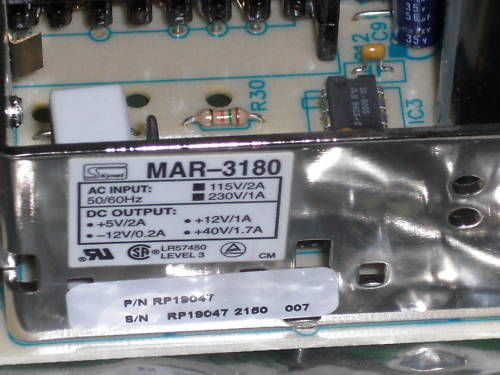 C9
R30
IC3
Skynet
MAR-3180
AC INPUT: 115V/2A
50/60Hz 230V/1A
DC OUTPUT:
•+5V/2A •+12V/1A
•-12V/0.2A •+40V/1.7A
LR57450
LEVEL 3
CM
P/N RP19047
S/N RP19047 2150 007